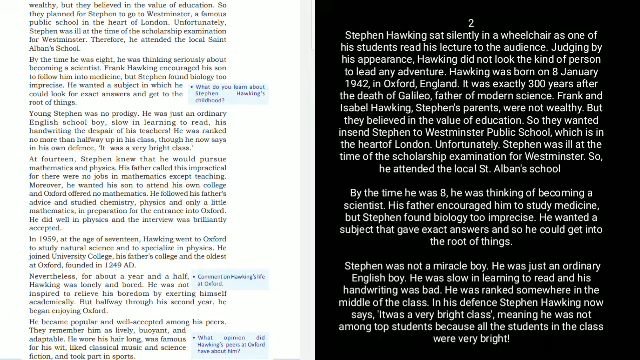 wealthy, but they believed in the value of education.
So they planned for Stephen to go to Westminster, a famous
public school in the heart of London. Unfortunately,
Stephen was ill at the time of the scholarship examination
for Westminster. Therefore, he attended the local Saint
Alban's School.
By the time he was eight, he was thinking seriously about
becoming a scientist. Frank Hawking encouraged his son
to follow him into medicine, but Stephen found biology too
imprecise. He wanted a subject in which he
could look for exact answers and get to the
root of things.
• What do you learn about
Stephen Hawking's
childhood?
Young Stephen was no prodigy. He was just an ordinary
English school boy, slow in learning to read, his
handwriting the despair of his teachers! He was ranked
no more than halfway up in his class, though he now says
in his own defence, 'It was a very bright class.'
At fourteen, Stephen knew that he would pursue
mathematics and physics. His father called this impractical
for there were no jobs in mathematics except teaching.
Moreover, he wanted his son to attend his own college
and Oxford offered no mathematics. He followed his father's
advice and studied chemistry, physics and only a little
mathematics, in preparation for the entrance into Oxford.
He did well in physics and the interview was brilliantly
accepted.
In 1959, at the age of seventeen, Hawking went to Oxford
to study natural science and to specialize in physics. He
joined University College, his father's college and the oldest
at Oxford, founded in 1249 AD.
Nevertheless, for about a year and a half,
Hawking was lonely and bored. He was not
inspired to relieve his boredom by exerting himself
academically. But halfway through his second year, he
began enjoying Oxford.
• Comment on Hawking's life
at Oxford.
He became popular and well-accepted among his peers.
They remember him as lively, buoyant, and
adaptable. He wore his hair long, was famous
for his wit, liked classical music and science
fiction, and took part in sports.
• What opinion did
Hawking's peers at Oxford
have about him?
2
Stephen Hawking sat silently in a wheelchair as one of
his students read his lecture to the audience. Judging by
his appearance, Hawking did not look the kind of person
to lead any adventure. Hawking was born on 8 January
1942, in Oxford, England. It was exactly 300 years after
the death of Galileo, father of modern science. Frank and
Isabel Hawking, Stephen's parents, were not wealthy. But
they believed in the value of education. So they wanted
insend Stephen to Westminster Public School, which is in
the heartof London. Unfortunately. Stephen was ill at the
time of the scholarship examination for Westminster. So,
he attended the local St. Alban's school
By the time he was 8, he was thinking of becoming a
scientist. His father encouraged him to study medicine,
but Stephen found biology too imprecise. He wanted a
subject that gave exact answers and so he could get into
the root of things.
Stephen was not a miracle boy. He was just an ordinary
English boy. He was slow in learning to read and his
handwriting was bad. He was ranked somewhere in the
middle of the class. In his defence Stephen Hawking now
says, 'Itwas a very bright class', meaning he was not
among top students because all the students in the class
were very bright!